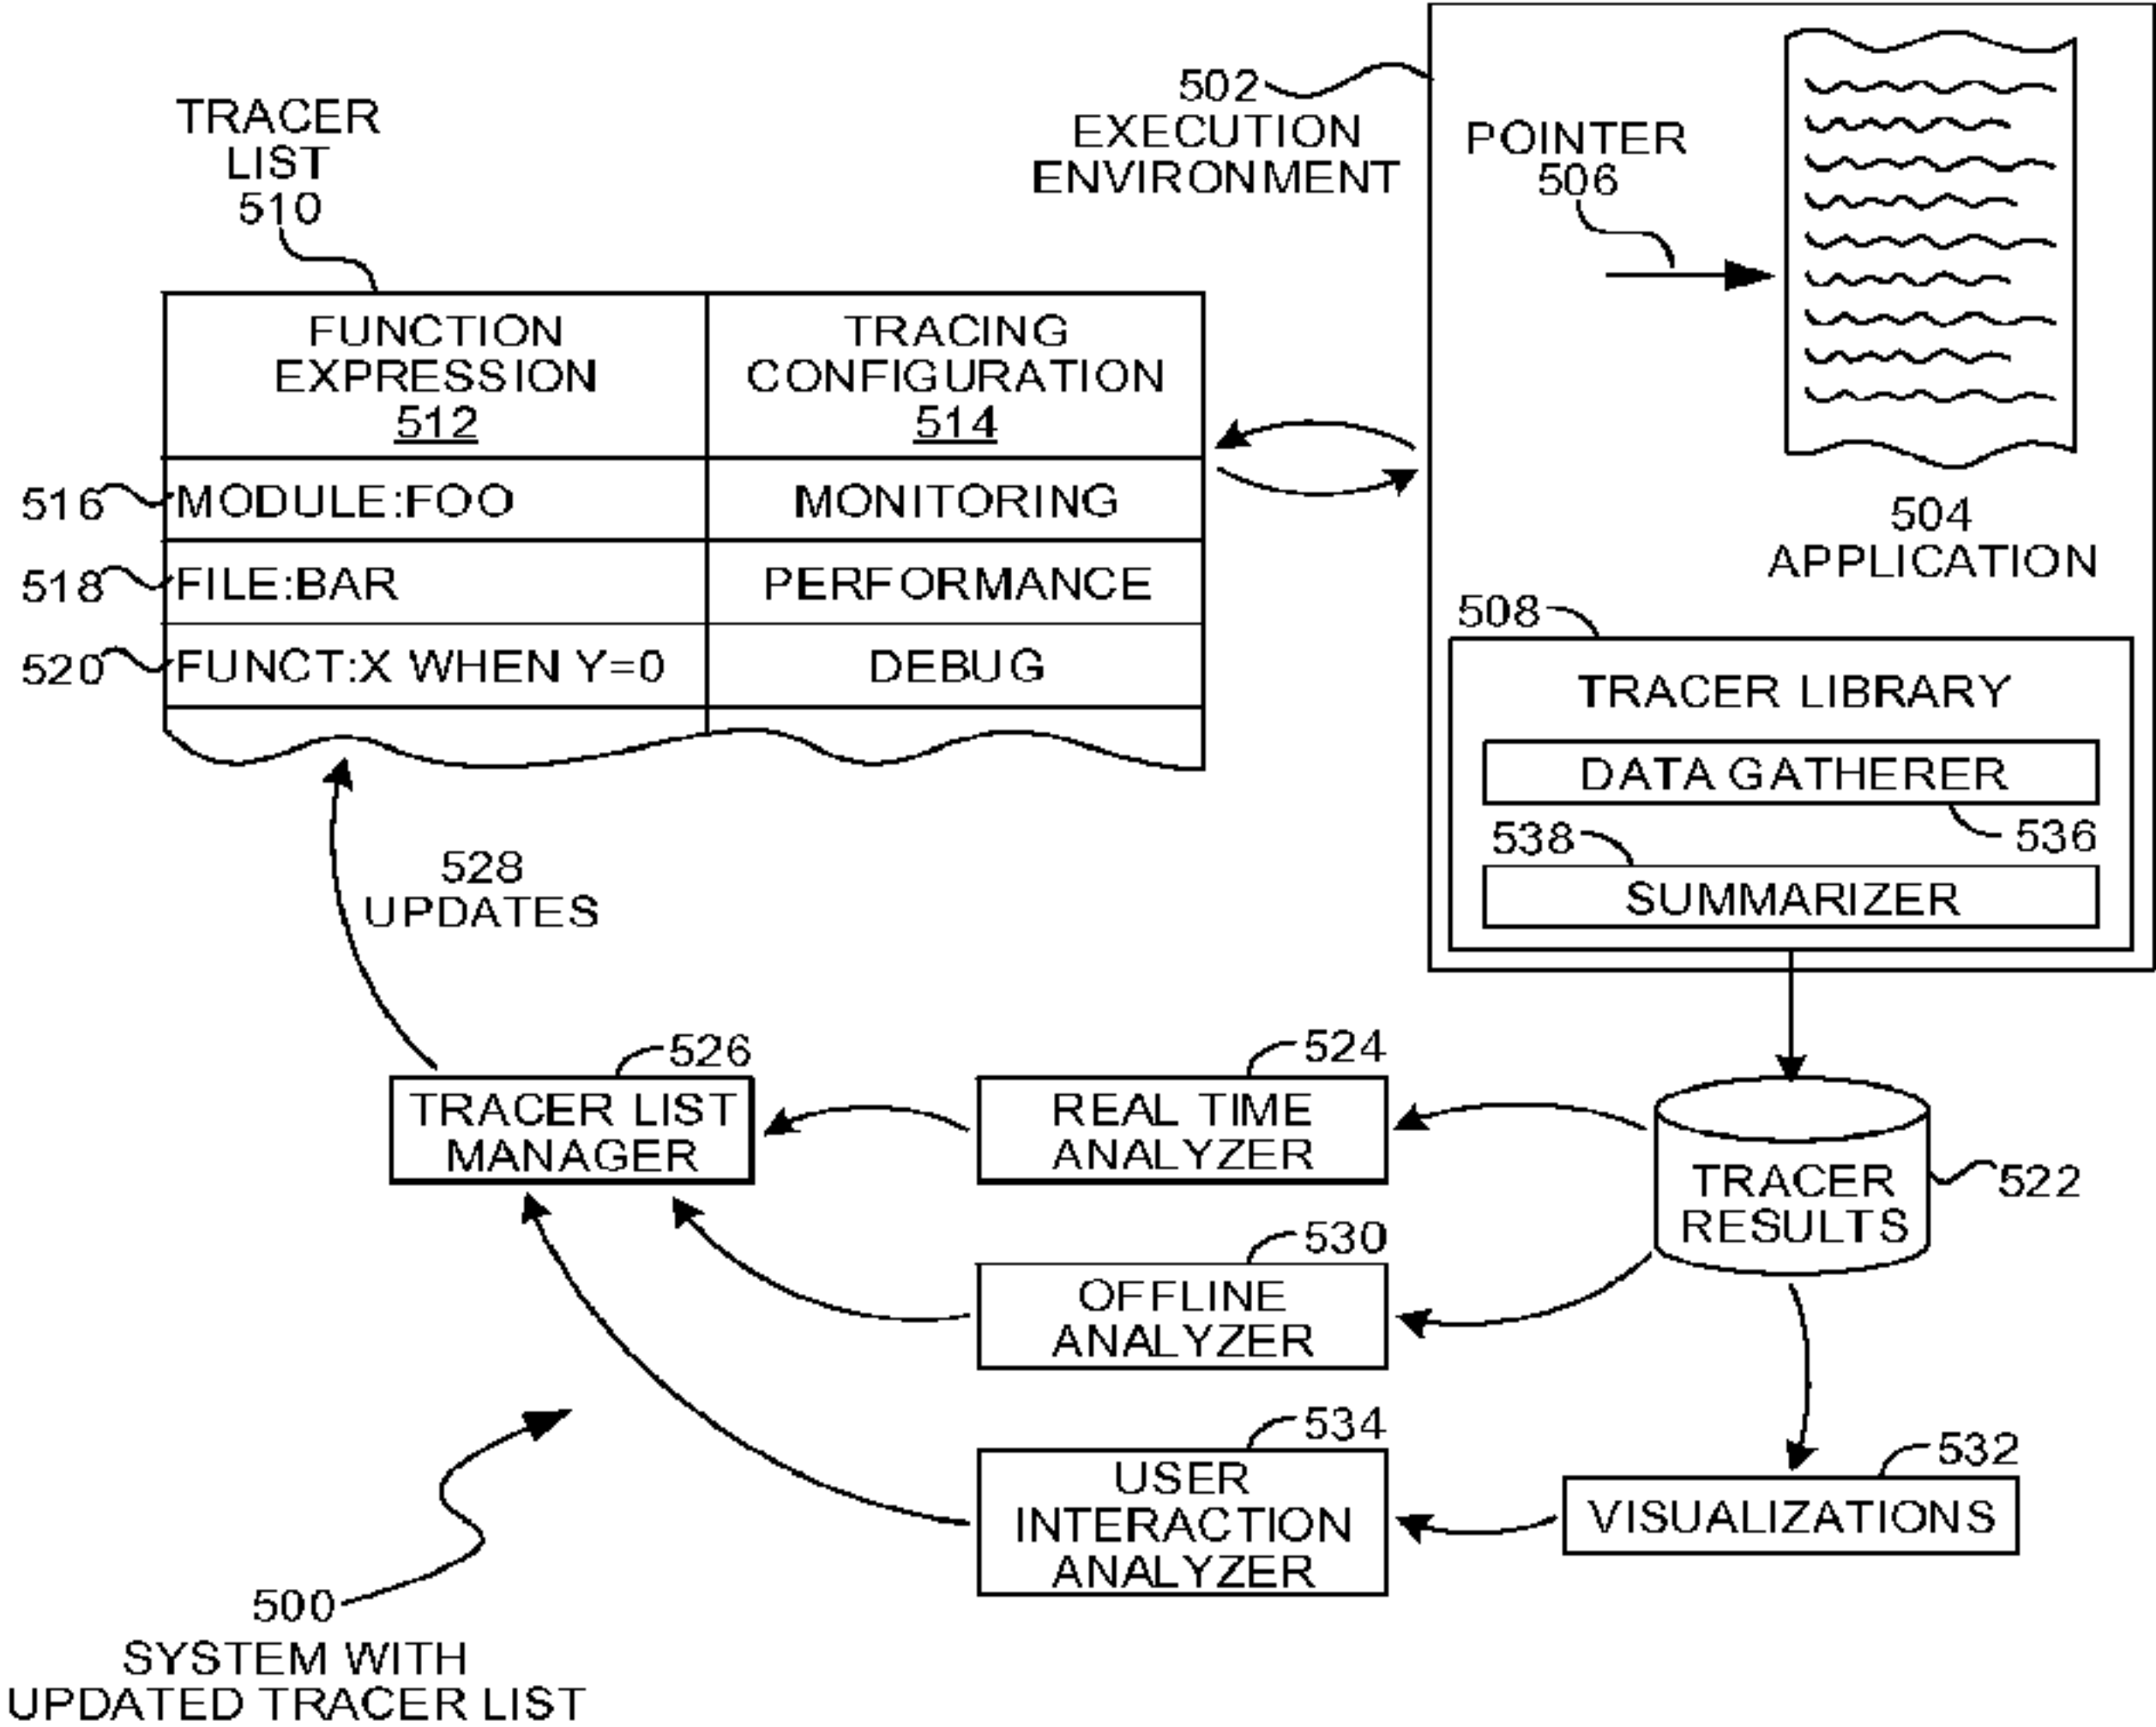 TRACER
LIST
510
502
EXECUTION
ENVIRONMENT
POINTER
506
504
APPLICATION
FUNCTION
EXPRESSION
512
TRACING
CONFIGURATION
514
516
MODULE:FOO
MONITORING
518
FILE:BAR
PERFORMANCE
520
FUNCT:X WHEN Y=0
DEBUG
508
TRACER LIBRARY
DATA GATHERER
536
538
SUMMARIZER
528
UPDATES
526
TRACER LIST
MANAGER
524
REAL TIME
ANALYZER
TRACER
RESULTS
522
530
OFFLINE
ANALYZER
534
USER
INTERACTION
ANALYZER
532
VISUALIZATIONS
500
SYSTEM WITH
UPDATED TRACER LIST